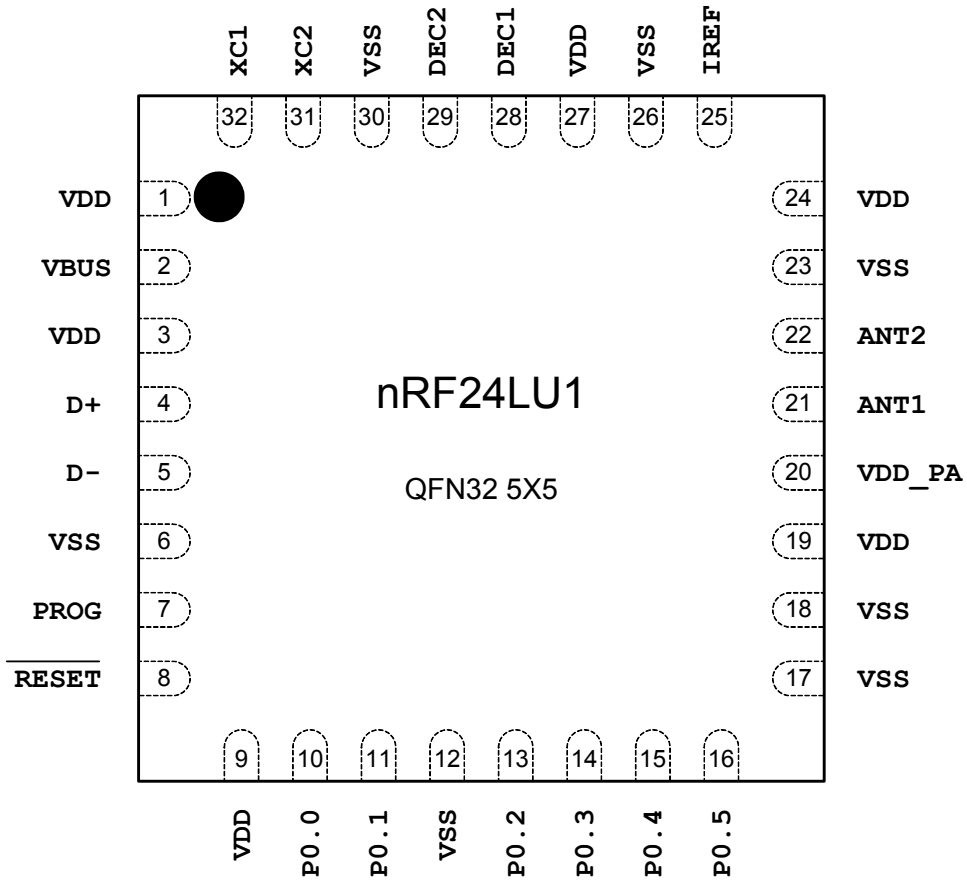 XC1
XC2
VSS
DEC2
DEC1
VDD
VSS
IREF
32 31 30 29 28 27 26 25
VDD 1 24 VDD
VBUS 2 23 VSS
VDD 3 22 ANT2
D+ 4 21 ANT1
D- 5 20 VDD_PA
VSS 6 19 VDD
PROG 7 18 VSS
RESET 8 17 VSS
nRF24LU1
QFN32 5X5
9 10 11 12 13 14 15 16
VDD
P0.0
P0.1
VSS
P0.2
P0.3
P0.4
P0.5